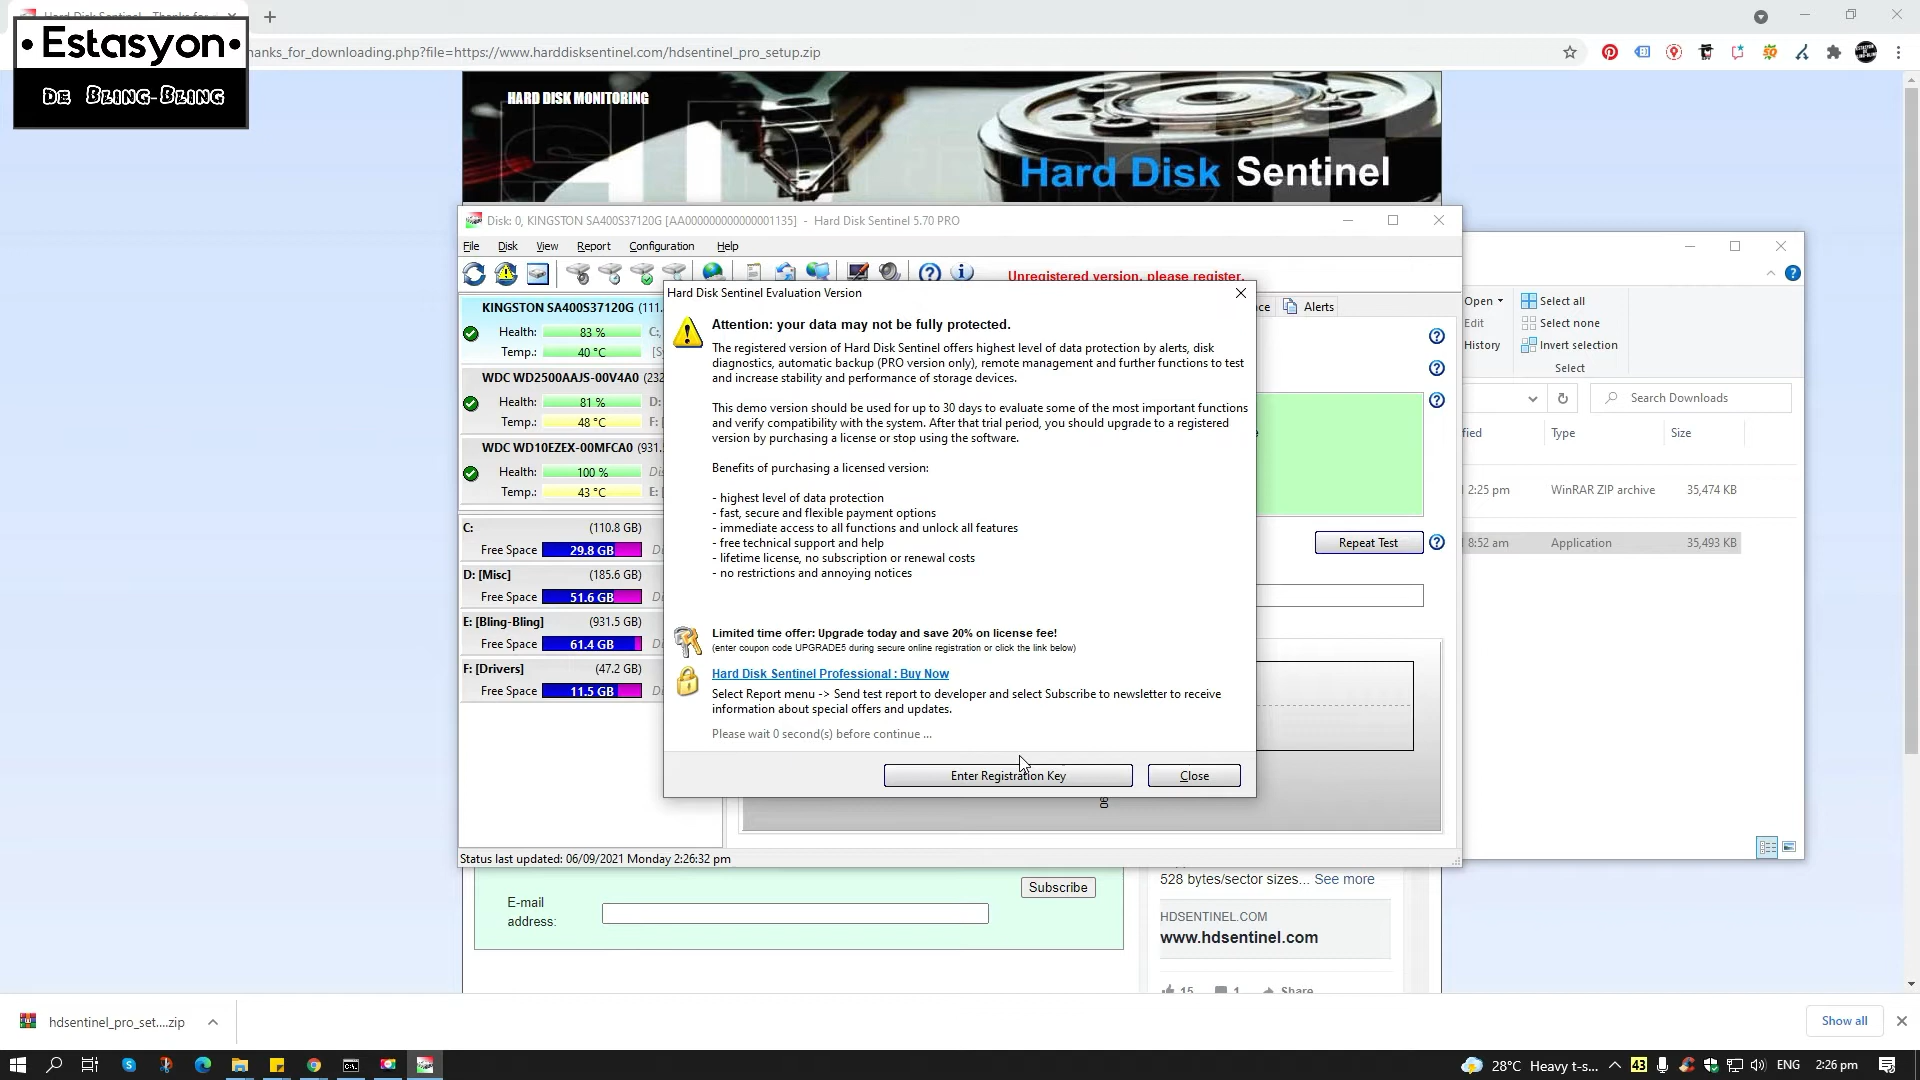 Hard Disk Sentinel - Thanks for
• Estasyon •
De Bling-Bling
hanks_for_downloading.php?file=https://www.harddisksentinel.com/hdsentinel_pro_setup.zip
HARD DISK MONITORING
Hard Disk Sentinel
Disk: 0, KINGSTON SA400S37120G [AA000000000000001135] - Hard Disk Sentinel 5.70 PRO
File Disk View Report Configuration Help
Unregistered version, please register.
KINGSTON SA400S37120G (111.
Health: 83 % C:,
Temp.: 40 °C
WDC WD2500AAJS-00V4A0 (232
Health: 81 % D:
Temp.: 48 °C F:
WDC WD10EZEX-00MFCA0 (931.
Health: 100 %
Temp.: 43 °C E:
C: (110.8 GB)
Free Space 29.8 GB
D: [Misc] (185.6 GB)
Free Space 51.6 GB
E: [Bling-Bling] (931.5 GB)
Free Space 61.4 GB
F: [Drivers] (47.2 GB)
Free Space 11.5 GB
Status last updated: 06/09/2021 Monday 2:26:32 pm
Hard Disk Sentinel Evaluation Version
Attention: your data may not be fully protected.
The registered version of Hard Disk Sentinel offers highest level of data protection by alerts, disk
diagnostics, automatic backup (PRO version only), remote management and further functions to test
and increase stability and performance of storage devices.
This demo version should be used for up to 30 days to evaluate some of the most important functions
and verify compatibility with the system. After that trial period, you should upgrade to a registered
version by purchasing a license or stop using the software.
Benefits of purchasing a licensed version:
- highest level of data protection
- fast, secure and flexible payment options
- immediate access to all functions and unlock all features
- free technical support and help
- lifetime license, no subscription or renewal costs
- no restrictions and annoying notices
Limited time offer: Upgrade today and save 20% on license fee!
(enter coupon code UPGRADE5 during secure online registration or click the link below)
Hard Disk Sentinel Professional : Buy Now
Select Report menu -> Send test report to developer and select Subscribe to newsletter to receive
information about special offers and updates.
Please wait 0 second(s) before continue ...
Enter Registration Key Close
ce Alerts
Repeat Test
Open Select all
Edit Select none
History Invert selection
Select
Search Downloads
fied Type Size
2:25 pm WinRAR ZIP archive 35,474 KB
8:52 am Application 35,493 KB
Subscribe
E-mail
address:
528 bytes/sector sizes... See more
HDSENTINEL.COM
www.hdsentinel.com
15 1 Share
hdsentinel_pro_set....zip
Show all
28°C Heavy t-s... 43 ENG 2:26 pm